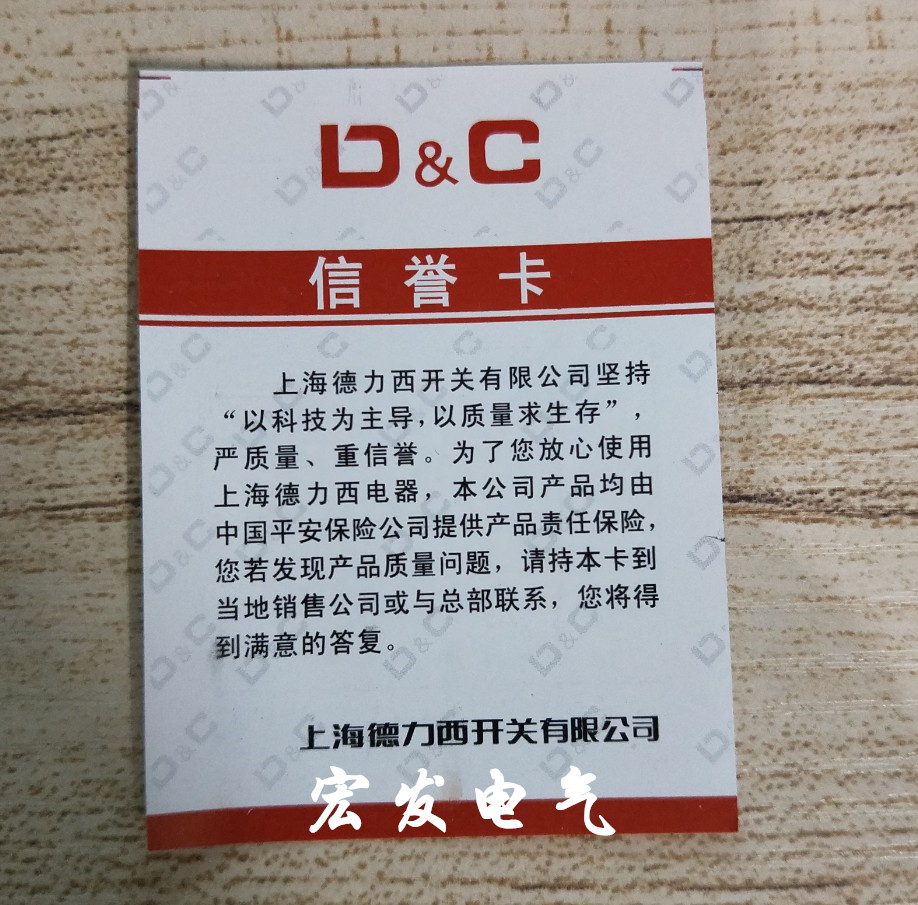 D&C
信誉卡
上海德力西开关有限公司坚持
“以科技为主导，以质量求生存”，
严质量、重信誉。为了您放心使用
上海德力西电器，本公司产品均由
中国平安保险公司提供产品责任保险，
您若发现产品质量问题，请持本卡到
当地销售公司或与总部联系，您将得
到满意的答复。
上海德力西开关有限公司
宏发电气